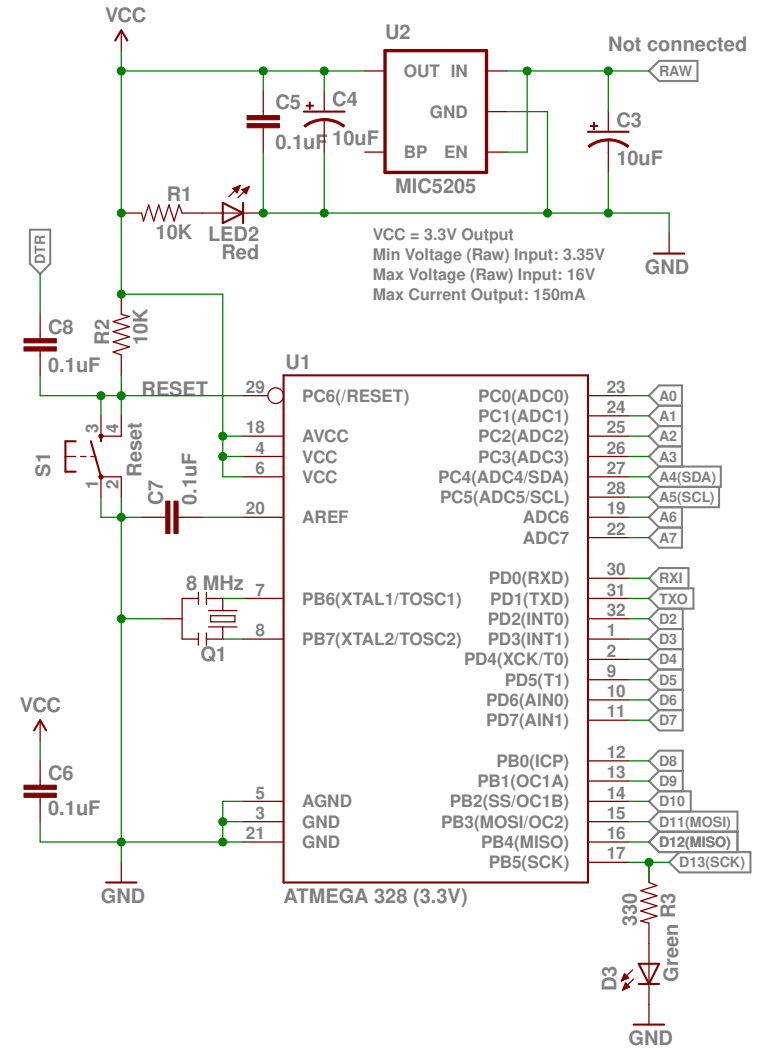 VCC
U2
Not connected
OUT IN
RAW
C5
C4
GND
C3
0.1uF
10uF
10uF
BP EN
MIC5205
R1
10K
LED2
Red
VCC = 3.3V Output
Min Voltage (Raw) Input: 3.35V
Max Voltage (Raw) Input: 16V
Max Current Output: 150mA
GND
DTR
C8
0.1uF
R2
10K
U1
RESET
29
PC6(/RESET)
PC0(ADC0)
23
A0
PC1(ADC1)
24
A1
18
AVCC
PC2(ADC2)
25
A2
4
VCC
PC3(ADC3)
26
A3
6
VCC
PC4(ADC4/SDA)
27
A4(SDA)
PC5(ADC5/SCL)
28
A5(SCL)
20
AREF
ADC6
19
A6
ADC7
22
A7
S1
3
4
1
2
Reset
C7
0.1uF
8 MHz
Q1
7
PB6(XTAL1/TOSC1)
8
PB7(XTAL2/TOSC2)
PD0(RXD)
30
RXI
PD1(TXD)
31
TXO
PD2(INT0)
32
D2
PD3(INT1)
1
D3
PD4(XCK/T0)
2
D4
PD5(T1)
9
D5
PD6(AIN0)
10
D6
PD7(AIN1)
11
D7
VCC
C6
0.1uF
PB0(ICP)
12
D8
PB1(OC1A)
13
D9
5
AGND
PB2(SS/OC1B)
14
D10
3
GND
PB3(MOSI/OC2)
15
D11(MOSI)
21
GND
PB4(MISO)
16
D12(MISO)
PB5(SCK)
17
D13(SCK)
GND
ATMEGA 328 (3.3V)
330
R3
Green
D3
GND